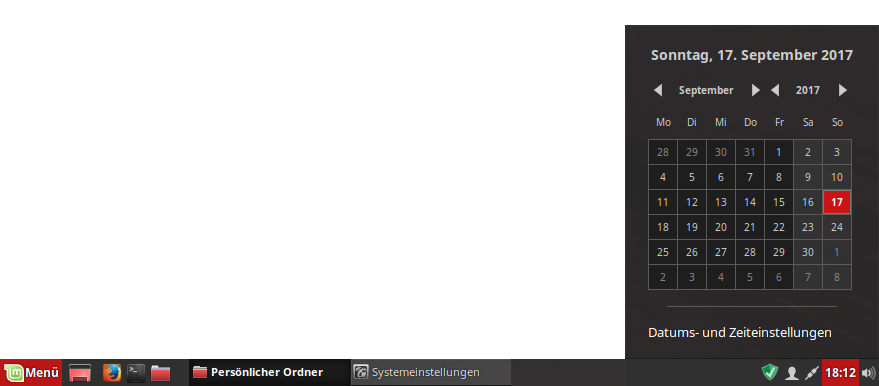 Sonntag, 17. September 2017
September 2017
Mo Di Mi Do Fr Sa So
28 29 30 31 1 2 3
4 5 6 7 8 9 10
11 12 13 14 15 16 17
18 19 20 21 22 23 24
25 26 27 28 29 30 1
2 3 4 5 6 7 8
Datums- und Zeiteinstellungen
Menü Persönlicher Ordner Systemeinstellungen 18:12